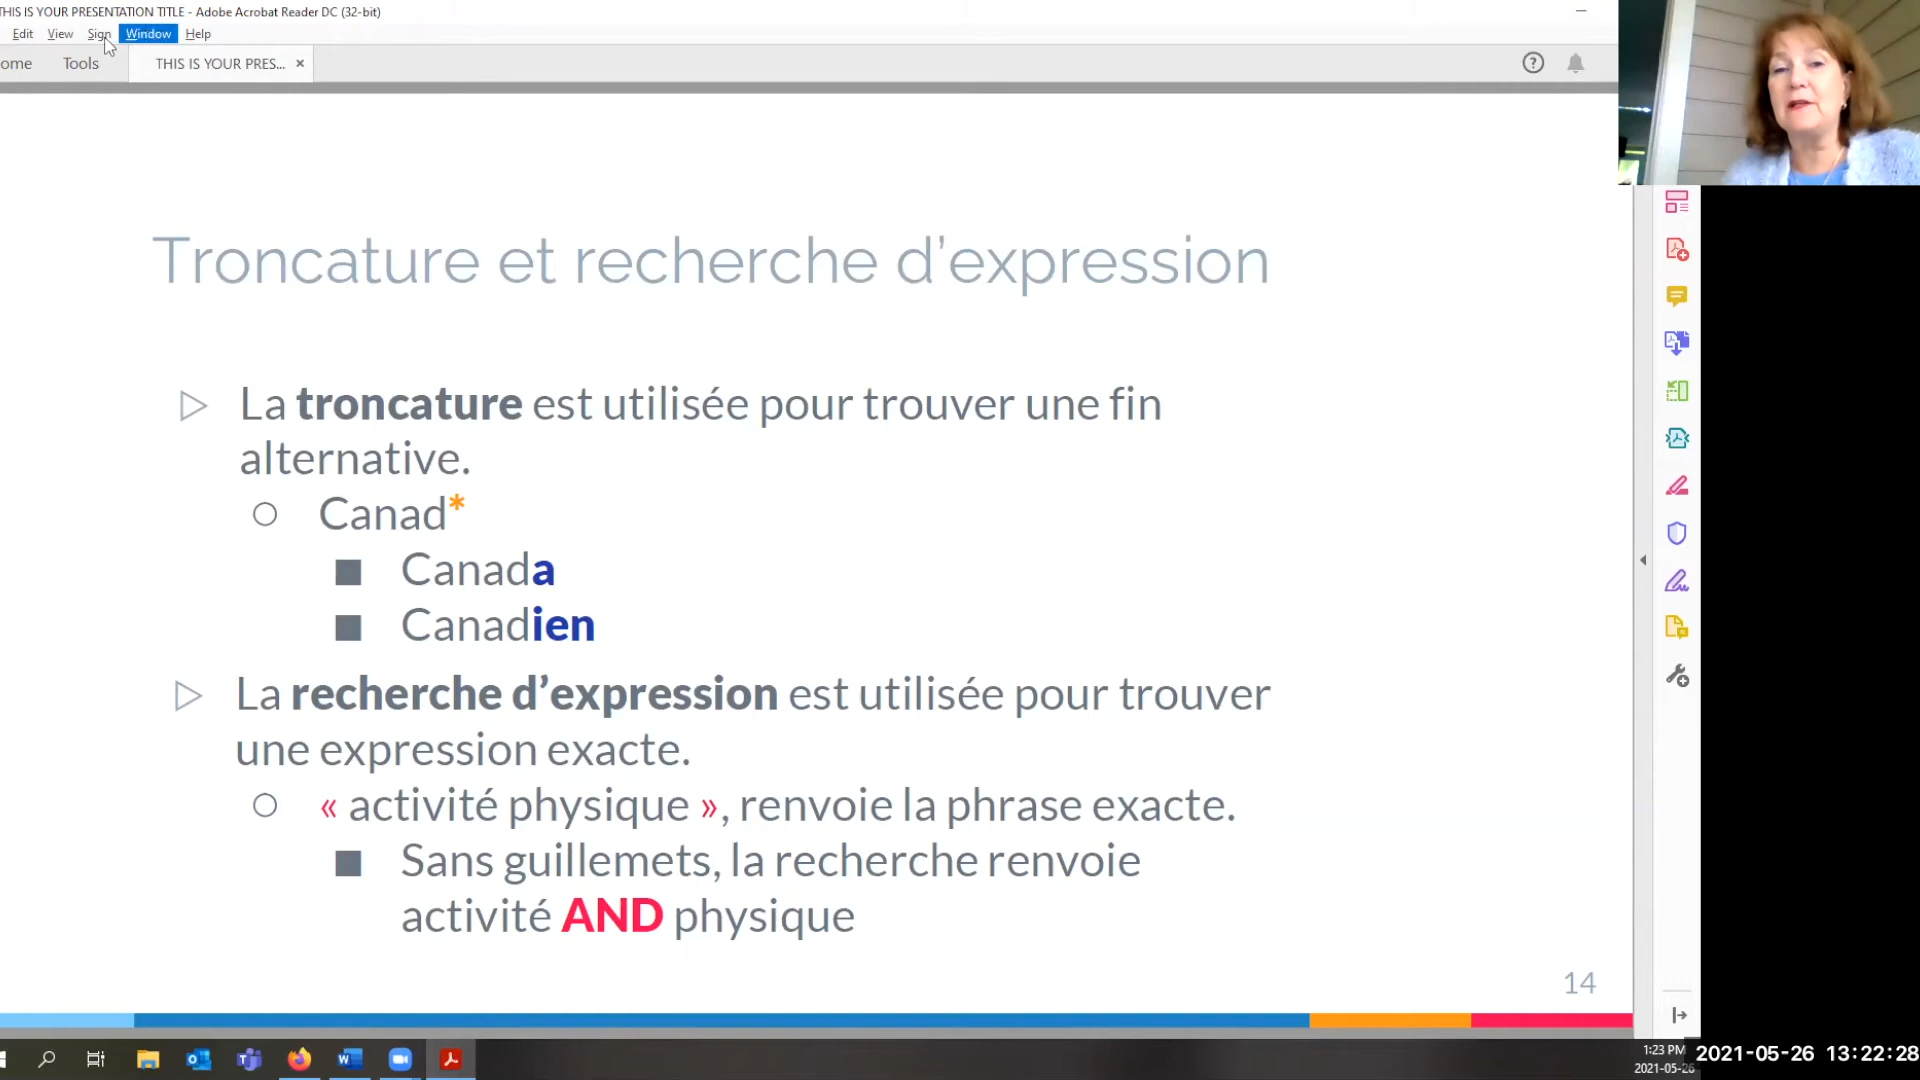 THIS IS YOUR PRESENTATION TITLE - Adobe Acrobat Reader DC (32-bit)
Edit View Sign Window Help
ome Tools THIS IS YOUR PRES... ×
Troncature et recherche d’expression
La troncature est utilisée pour trouver une fin
alternative.
Canad*
Canada
Canadien
La recherche d’expression est utilisée pour trouver
une expression exacte.
« activité physique », renvoie la phrase exacte.
Sans guillemets, la recherche renvoie
activité AND physique
14
1:23 PM
2021-05-26
2021-05-26 13:22:28